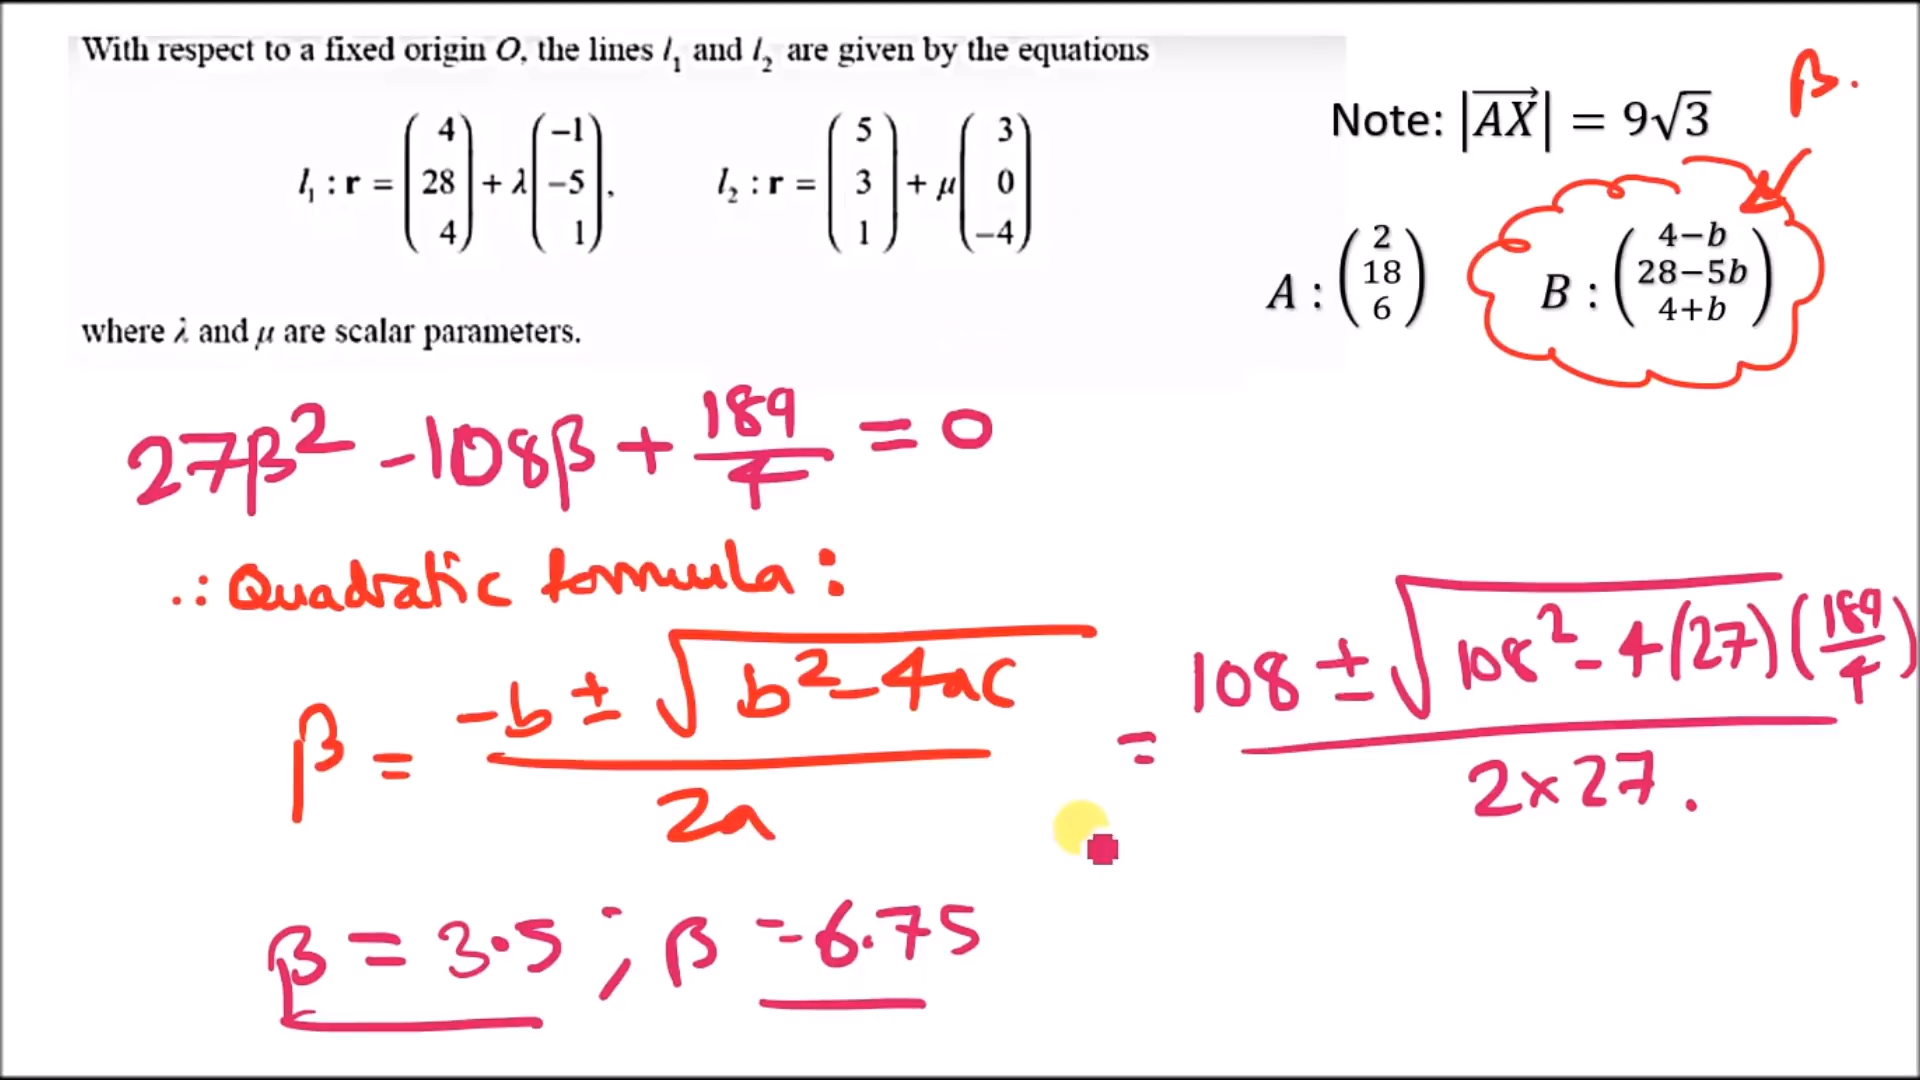 With respect to a fixed origin O, the lines l₁ and l₂ are given by the equations
β.
Note: |AX⃗| = 9√3
l₁ : r = (4 28 4) + λ(−1 −5 1), l₂ : r = (5 3 1) + μ(3 0 −4)
A : (2 18 6) B : (4−b 28−5b 4+b)
where λ and μ are scalar parameters.
27β² - 108β + 189/4 = 0
∴ Quadratic formula :
β = (-b ± √(b² - 4ac))/2a = (108 ± √(108² - 4(27)(189/4)))/(2×27).
β = 3.5 ; β = 6.75